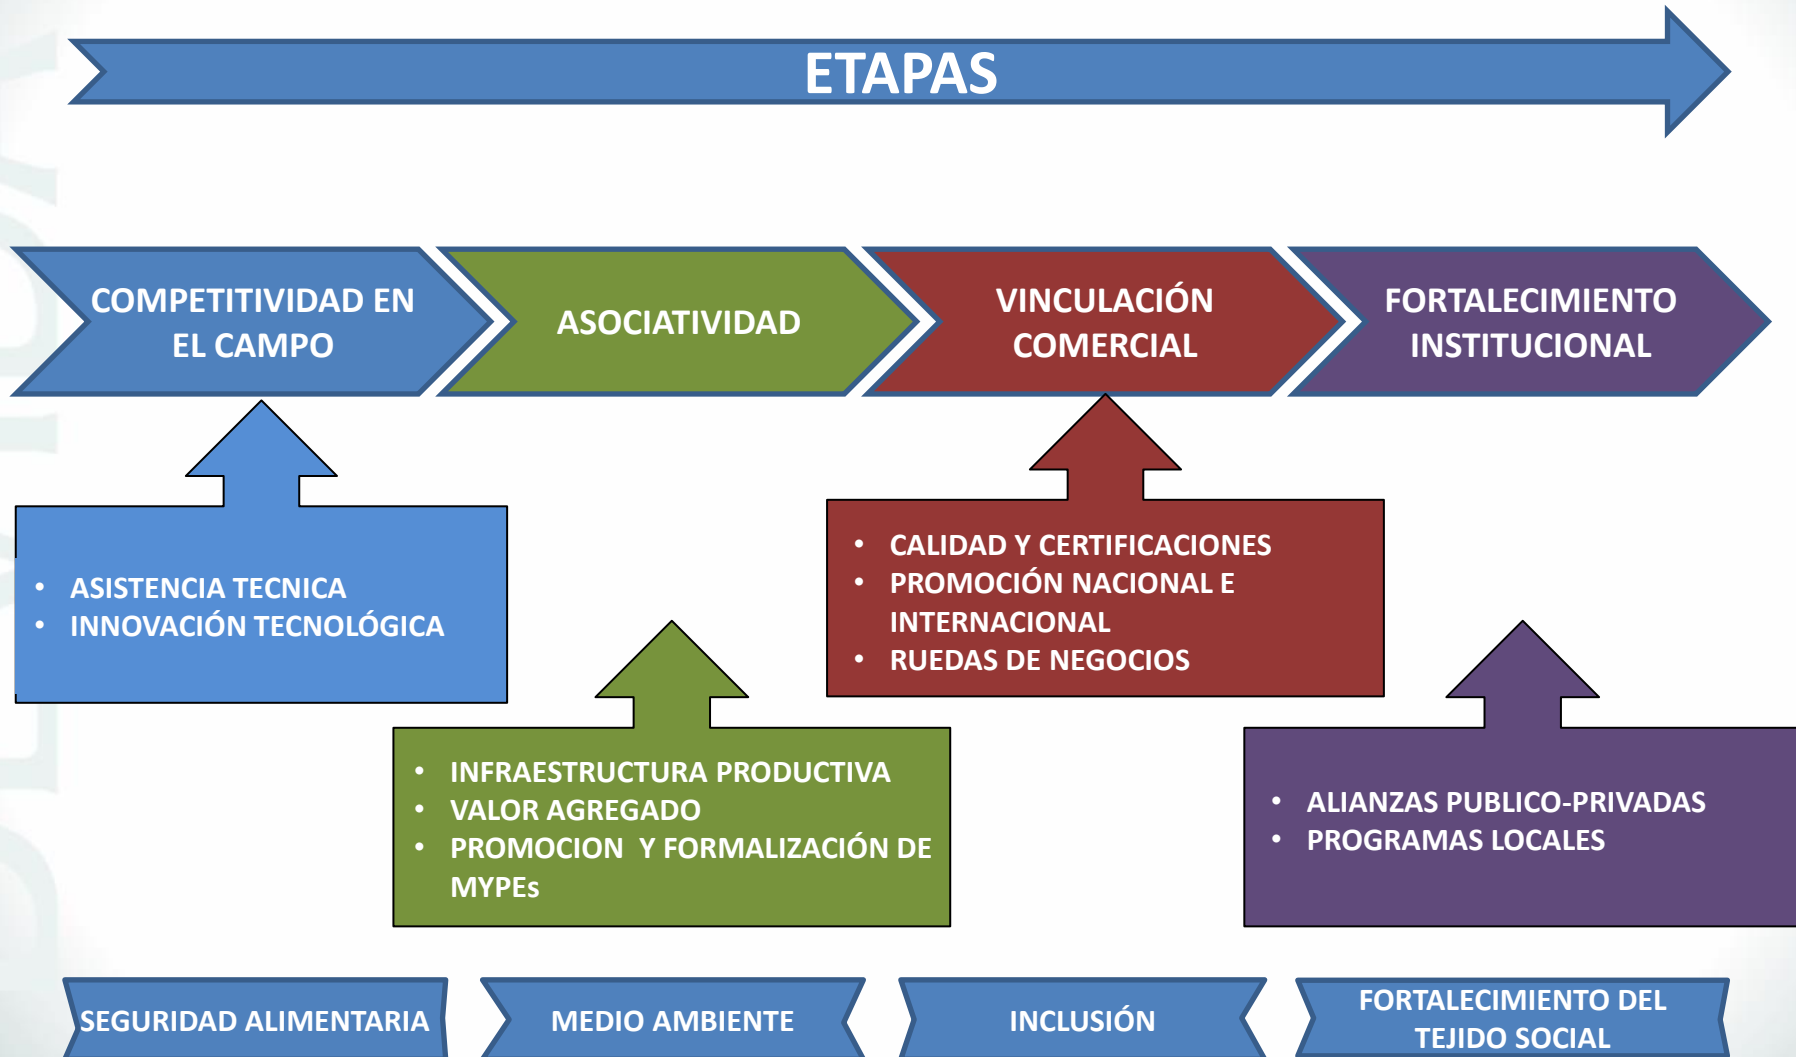 ETAPAS
COMPETITIVIDAD EN
EL CAMPO
ASOCIATIVIDAD
VINCULACIÓN
COMERCIAL
FORTALECIMIENTO
INSTITUCIONAL
• ASISTENCIA TECNICA
• INNOVACIÓN TECNOLÓGICA
• CALIDAD Y CERTIFICACIONES
• PROMOCIÓN NACIONAL E
INTERNACIONAL
• RUEDAS DE NEGOCIOS
• INFRAESTRUCTURA PRODUCTIVA
• VALOR AGREGADO
• PROMOCION Y FORMALIZACIÓN DE
MYPEs
• ALIANZAS PUBLICO-PRIVADAS
• PROGRAMAS LOCALES
SEGURIDAD ALIMENTARIA
MEDIO AMBIENTE
INCLUSIÓN
FORTALECIMIENTO DEL
TEJIDO SOCIAL